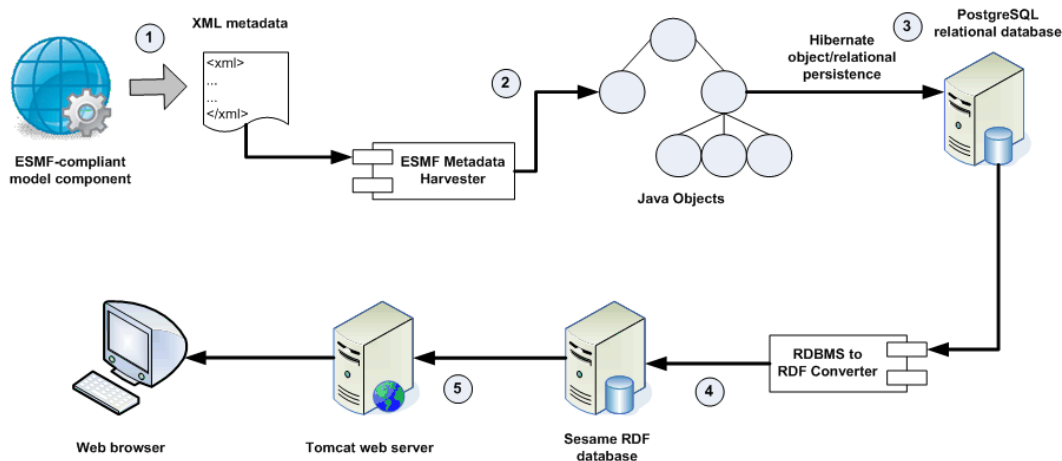 1
XML metadata
<xml>
...
...
</xml>
ESMF-compliant
model component
ESMF Metadata
Harvester
2
Java Objects
Hibernate
object/relational
persistence
3
PostgreSQL
relational database
RDBMS to
RDF Converter
4
Sesame RDF
database
5
Tomcat web server
Web browser